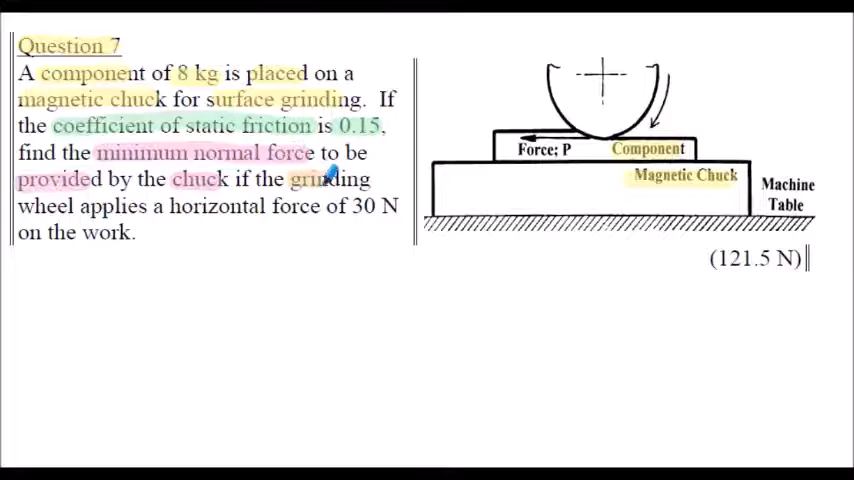 Question 7
A component of 8 kg is placed on a
magnetic chuck for surface grinding. If
the coefficient of static friction is 0.15,
find the minimum normal force to be
provided by the chuck if the grinding
wheel applies a horizontal force of 30 N
on the work.
Force; P
Component
Magnetic Chuck
Machine
Table
(121.5 N)